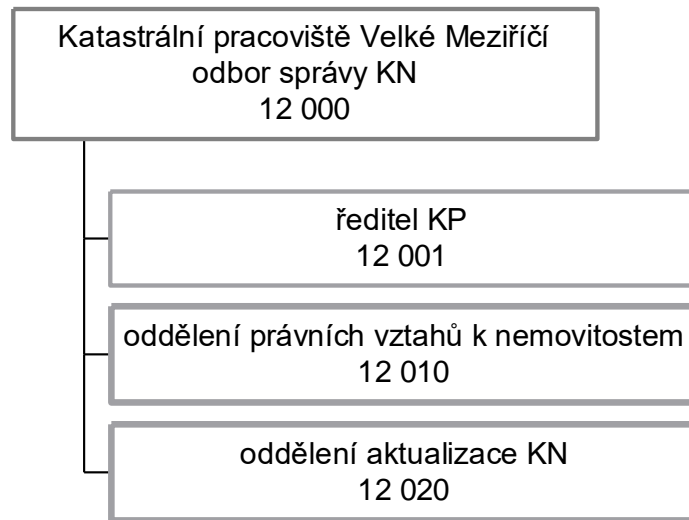 Katastrální pracoviště Velké Meziříčí
odbor správy KN
12 000
ředitel KP
12 001
oddělení právních vztahů k nemovitostem
12 010
oddělení aktualizace KN
12 020